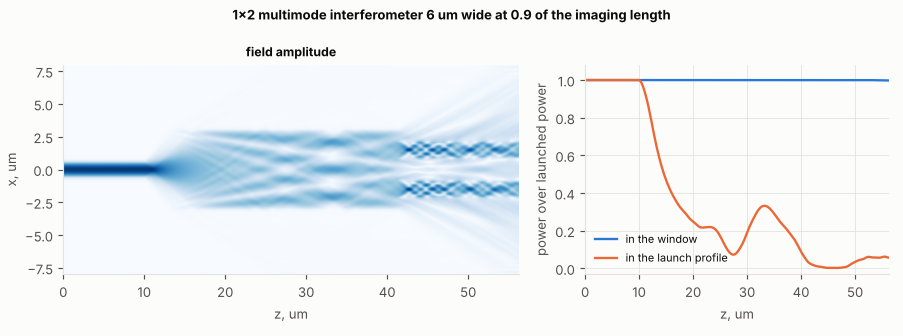 1×2 multimode interferometer 6 um wide at 0.9 of the imaging length
field amplitude
x, um
7.5
5.0
2.5
0.0
−2.5
−5.0
−7.5
0 10 20 30 40 50
z, um
power over launched power
1.0
0.8
0.6
0.4
0.2
0.0
in the window
in the launch profile
0 10 20 30 40 50
z, um